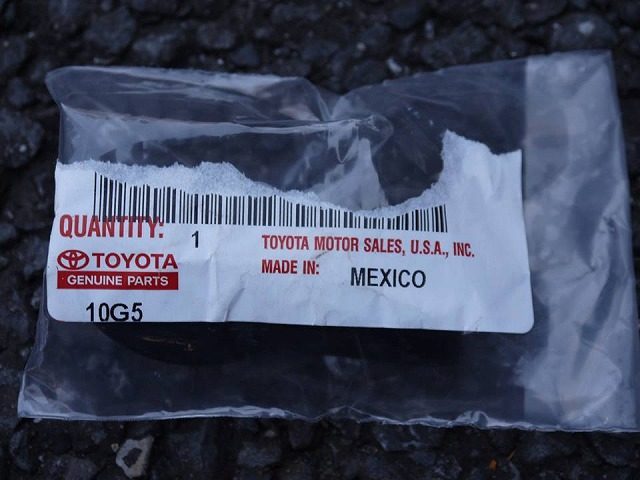 QUANTITY: 1
TOYOTA MOTOR SALES, U.S.A., INC.
TOYOTA
MADE IN: MEXICO
GENUINE PARTS
10G5